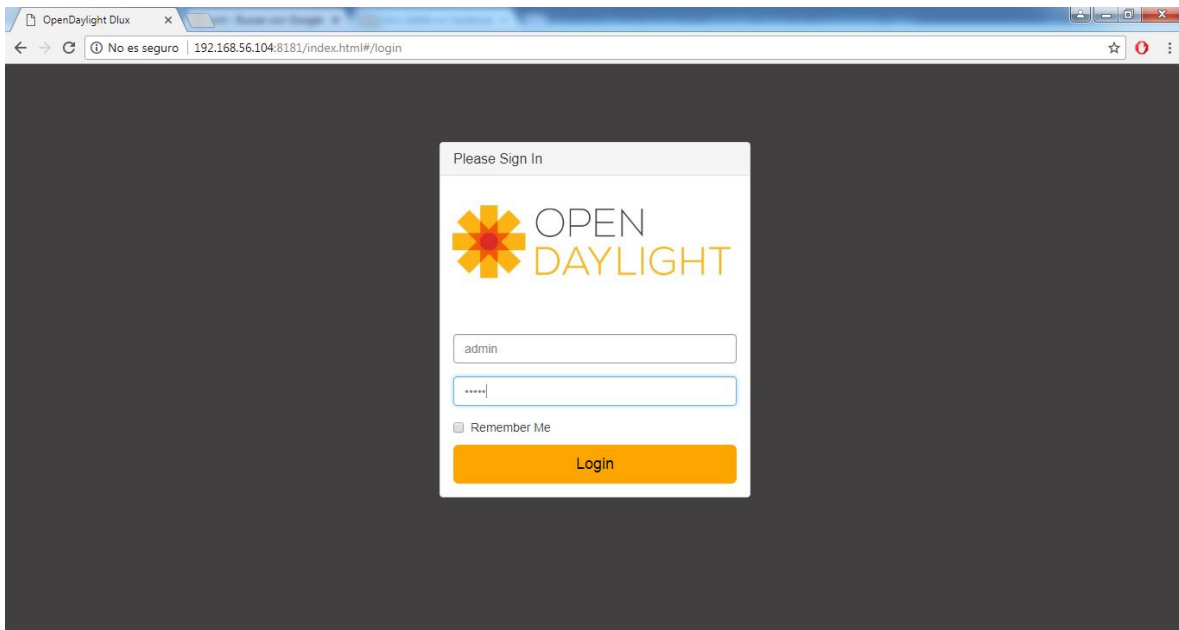 OpenDaylight Dlux
No es seguro | 192.168.56.104:8181/index.html#/login
Please Sign In
OPEN
DAYLIGHT
admin
•••••
Remember Me
Login